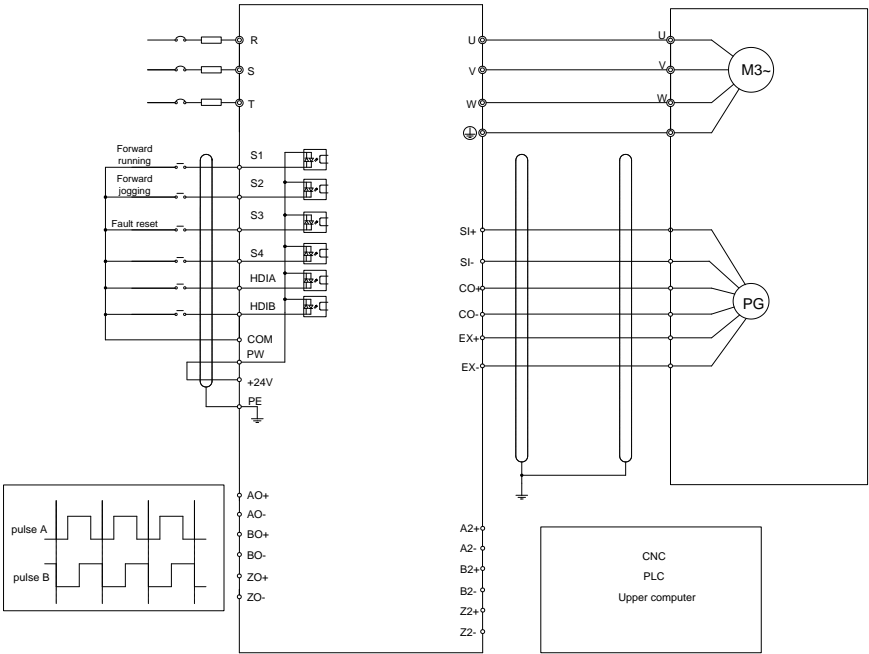 R
S
T
Forward
running
Forward
jogging
Fault reset
S1
S2
S3
S4
HDIA
HDIB
COM
PW
+24V
PE
AO+
AO-
BO+
BO-
ZO+
ZO-
pulse A
pulse B
U
V
W
SI+
SI-
CO+
CO-
EX+
EX-
A2+
A2-
B2+
B2-
Z2+
Z2-
U
V
W
M3~
PG
CNC
PLC
Upper computer